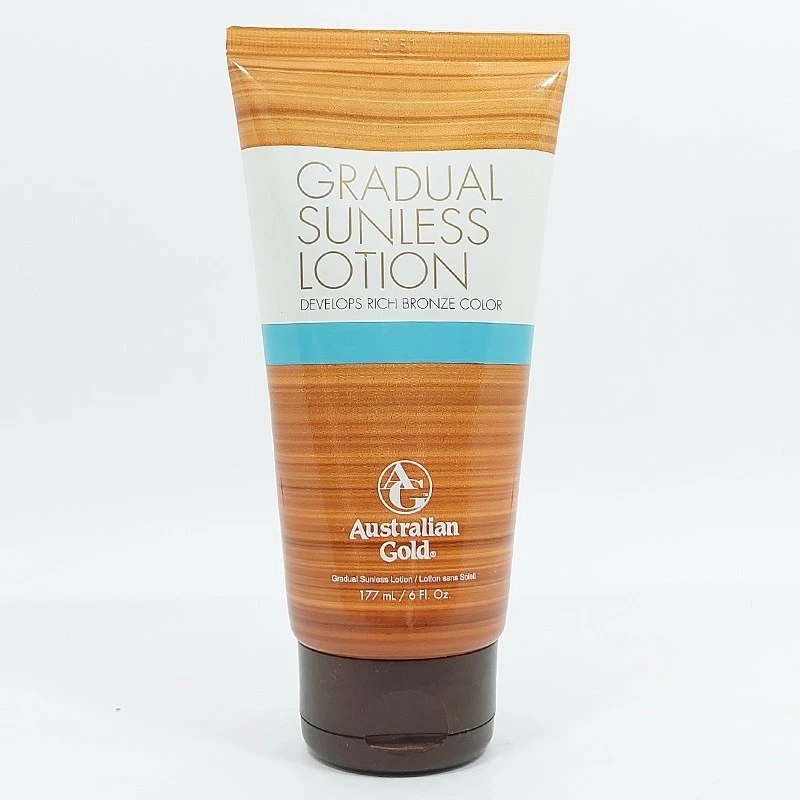 GRADUAL
SUNLESS
LOTION
DEVELOPS RICH BRONZE COLOR
AG™
Australian
Gold®
Gradual Sunless Lotion / Lotion sans Soleil
177 mL / 6 Fl. Oz.